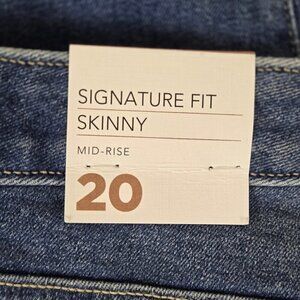 SIGNATURE FIT
SKINNY
MID-RISE
20